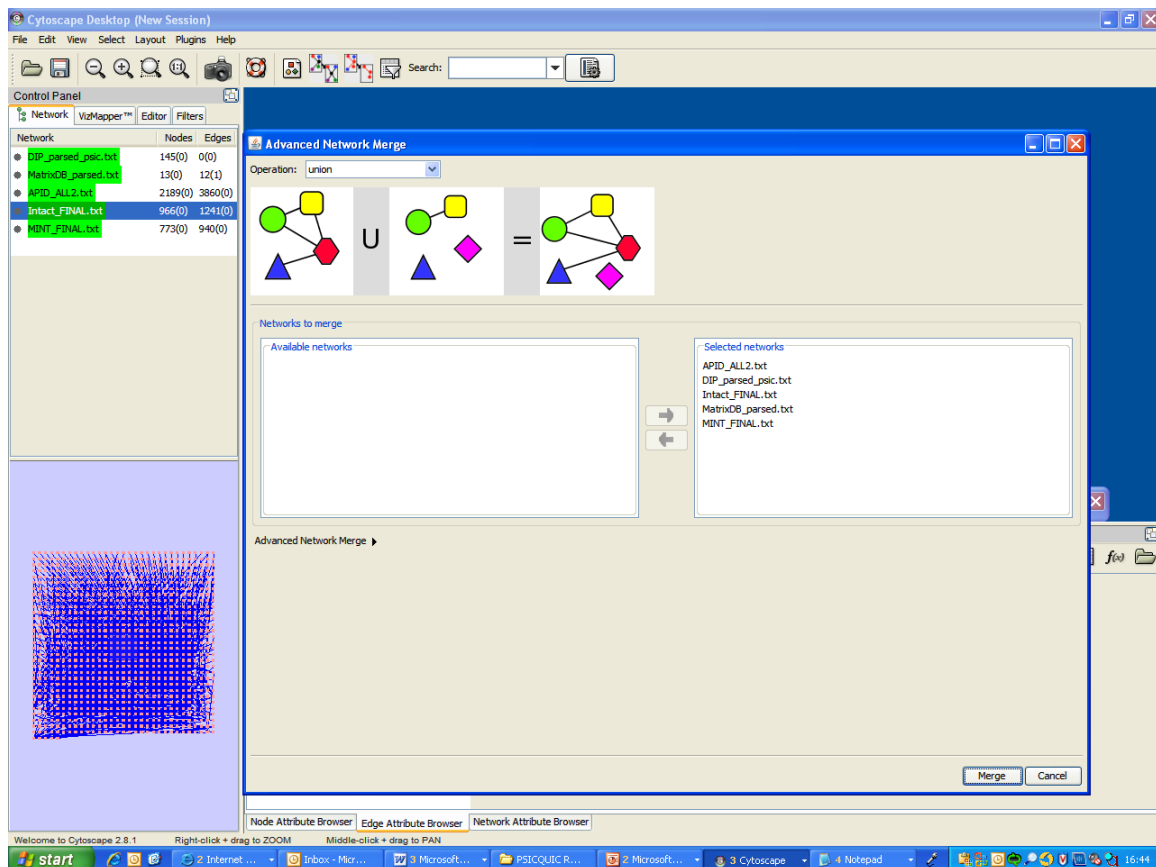 Cytoscape Desktop (New Session)
File Edit View Select Layout Plugins Help
Search:
Control Panel
Network VizMapper™ Editor Filters
Network Nodes Edges
DIP_parsed_psic.txt 145(0) 0(0)
MatrixDB_parsed.txt 13(0) 12(1)
APID_ALL2.txt 2189(0) 3860(0)
Intact_FINAL.txt 966(0) 1241(0)
MINT_FINAL.txt 773(0) 940(0)
Advanced Network Merge
Operation: union
U =
Networks to merge
Available networks
Selected networks
APID_ALL2.txt
DIP_parsed_psic.txt
Intact_FINAL.txt
MatrixDB_parsed.txt
MINT_FINAL.txt
Advanced Network Merge
f(x)
Merge Cancel
Node Attribute Browser Edge Attribute Browser Network Attribute Browser
Welcome to Cytoscape 2.8.1 Right-click + drag to ZOOM Middle-click + drag to PAN
start 2 Internet ... Inbox - Micr... 3 Microsoft... PSICQUIC R... 2 Microsoft... 3 Cytoscape 4 Notepad 16:44